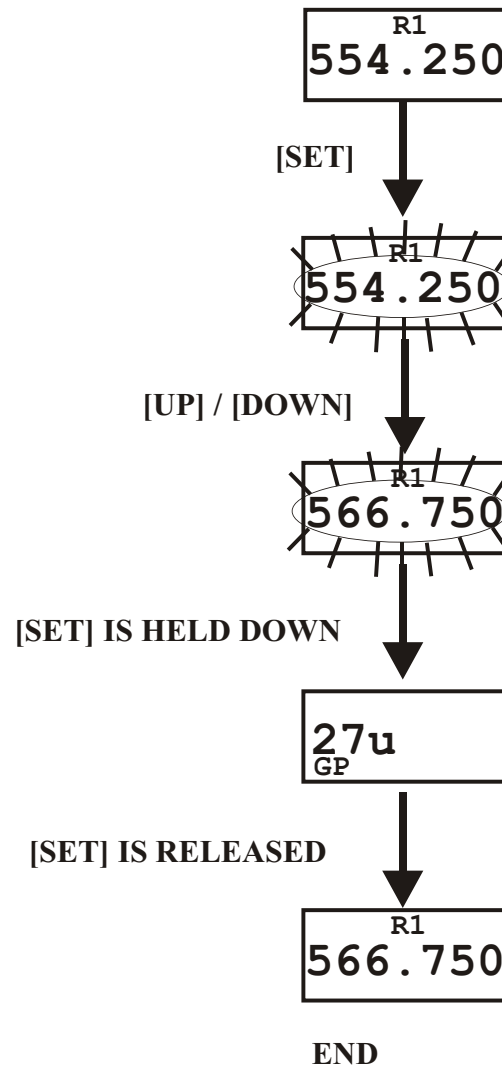 R1
554.250
[SET]
R1
554.250
[UP] / [DOWN]
R1
566.750
[SET] IS HELD DOWN
27u
GP
[SET] IS RELEASED
R1
566.750
END